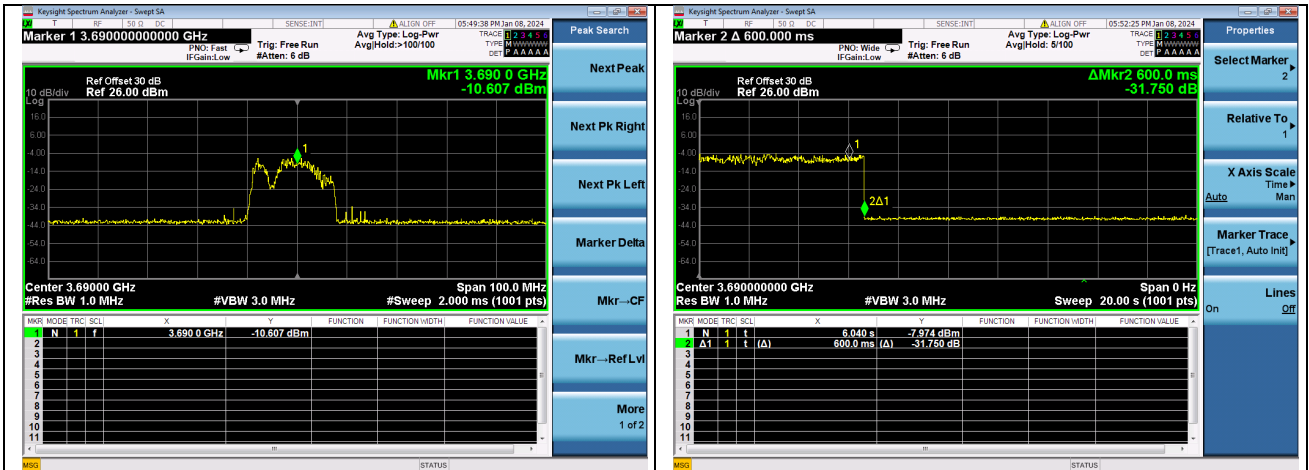 Keysight Spectrum Analyzer - Swept SA
LXI T RF 50 Ω DC SENSE:INT ALIGN OFF 05:49:38 PM Jan 08, 2024
Marker 1 3.690000000000 GHz
PNO: Fast
IFGain:Low
Trig: Free Run
#Atten: 6 dB
Avg Type: Log-Pwr
Avg|Hold:>100/100
TRACE 1 2 3 4 5 6
TYPE M W W W W W
DET P A A A A A
Mkr1 3.690 0 GHz
-10.607 dBm
Ref Offset 30 dB
10 dB/div Ref 26.00 dBm
Log
16.0
6.00
-4.00
-14.0
-24.0
-34.0
-44.0
-54.0
-64.0
1
Center 3.69000 GHz Span 100.0 MHz
#Res BW 1.0 MHz #VBW 3.0 MHz #Sweep 2.000 ms (1001 pts)
MKR MODE TRC SCL X Y FUNCTION FUNCTION WIDTH FUNCTION VALUE
1 N 1 f 3.690 0 GHz -10.607 dBm
2
3
4
5
6
7
8
9
10
11
MSG STATUS
Peak Search
Next Peak
Next Pk Right
Next Pk Left
Marker Delta
Mkr→CF
Mkr→Ref Lvl
More
1 of 2
Keysight Spectrum Analyzer - Swept SA
LXI T RF 50 Ω DC SENSE:INT ALIGN OFF 05:52:25 PM Jan 08, 2024
Marker 2 Δ 600.000 ms
PNO: Wide
IFGain:Low
Trig: Free Run
#Atten: 6 dB
Avg Type: Log-Pwr
Avg|Hold: 5/100
TRACE 1 2 3 4 5 6
TYPE M W W W W W
DET P A A A A A
ΔMkr2 600.0 ms
-31.750 dB
Ref Offset 30 dB
10 dB/div Ref 26.00 dBm
Log
16.0
6.00
-4.00
-14.0
-24.0
-34.0
-44.0
-54.0
-64.0
1
2Δ1
Center 3.690000000 GHz Span 0 Hz
Res BW 1.0 MHz #VBW 3.0 MHz Sweep 20.00 s (1001 pts)
MKR MODE TRC SCL X Y FUNCTION FUNCTION WIDTH FUNCTION VALUE
1 N 1 t 6.040 s -7.974 dBm
2 Δ1 1 t (Δ) 600.0 ms (Δ) -31.750 dB
3
4
5
6
7
8
9
10
11
MSG STATUS
Properties
Select Marker
2
Relative To
1
X Axis Scale
Time
Auto Man
Marker Trace
[Trace1, Auto Init]
Lines
On Off